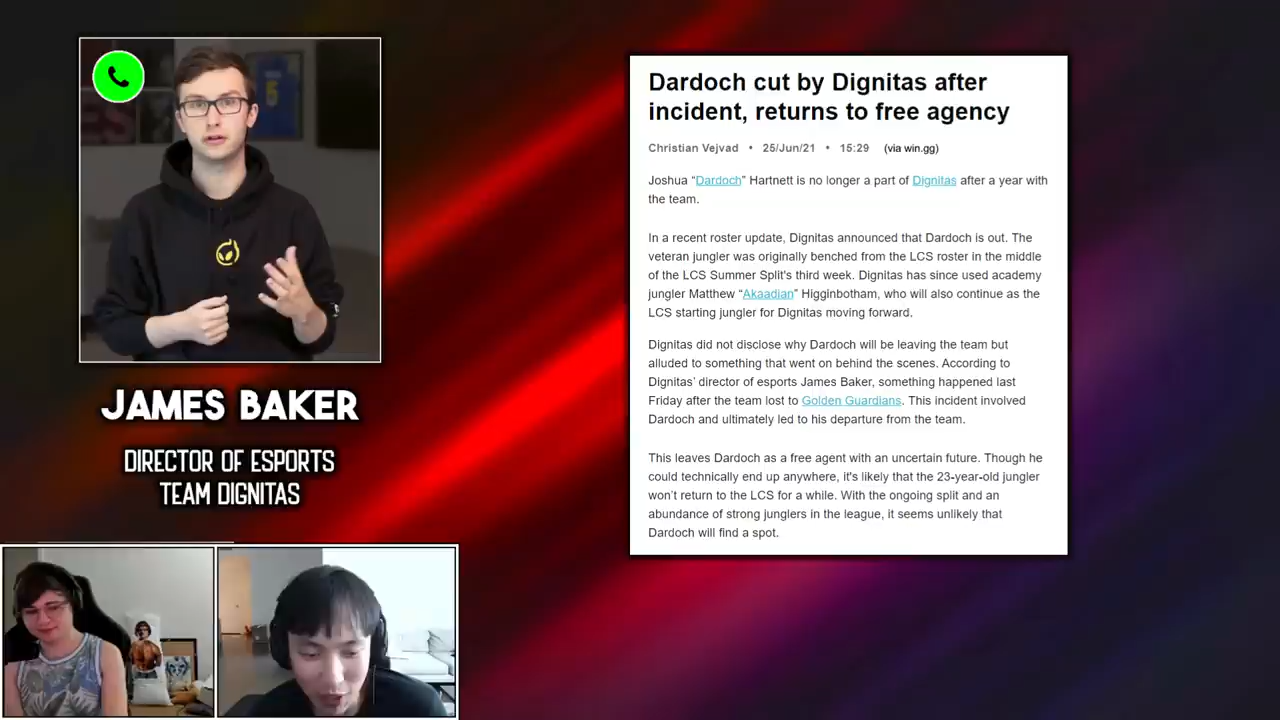 JAMES BAKER
DIRECTOR OF ESPORTS
TEAM DIGNITAS
Dardoch cut by Dignitas after
incident, returns to free agency
Christian Vejvad • 25/Jun/21 • 15:29 (via win.gg)
Joshua “Dardoch” Hartnett is no longer a part of Dignitas after a year with
the team.
In a recent roster update, Dignitas announced that Dardoch is out. The
veteran jungler was originally benched from the LCS roster in the middle
of the LCS Summer Split's third week. Dignitas has since used academy
jungler Matthew “Akaadian” Higginbotham, who will also continue as the
LCS starting jungler for Dignitas moving forward.
Dignitas did not disclose why Dardoch will be leaving the team but
alluded to something that went on behind the scenes. According to
Dignitas’ director of esports James Baker, something happened last
Friday after the team lost to Golden Guardians. This incident involved
Dardoch and ultimately led to his departure from the team.
This leaves Dardoch as a free agent with an uncertain future. Though he
could technically end up anywhere, it's likely that the 23-year-old jungler
won’t return to the LCS for a while. With the ongoing split and an
abundance of strong junglers in the league, it seems unlikely that
Dardoch will find a spot.